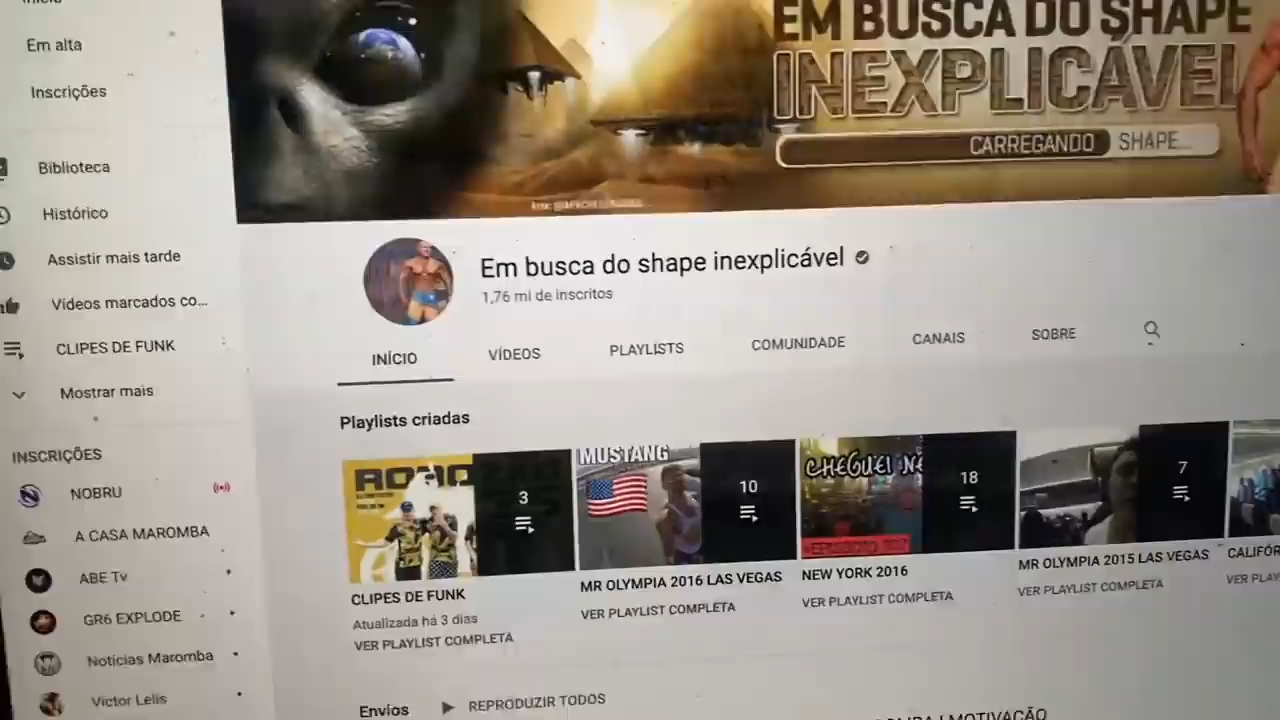 Início
Em alta
Inscrições
Biblioteca
Histórico
Assistir mais tarde
Vídeos marcados co...
CLIPES DE FUNK
Mostrar mais
INSCRIÇÕES
NOBRU
A CASA MAROMBA
ABE Tv
GR6 EXPLODE
Notícias Maromba
Victor Lelis
EM BUSCA DO SHAPE
INEXPLICÁVEL
CARREGANDO SHAPE...
Em busca do shape inexplicável
1,76 mi de inscritos
INÍCIO
VÍDEOS
PLAYLISTS
COMUNIDADE
CANAIS
SOBRE
Playlists criadas
3
MUSTANG
10
CHEGUEI
18
7
CLIPES DE FUNK
Atualizada há 3 dias
VER PLAYLIST COMPLETA
MR OLYMPIA 2016 LAS VEGAS
VER PLAYLIST COMPLETA
NEW YORK 2016
VER PLAYLIST COMPLETA
MR OLYMPIA 2015 LAS VEGAS
VER PLAYLIST COMPLETA
CALIFÓR
VER PLAY
Envios
REPRODUZIR TODOS
MOTIVAÇÃO